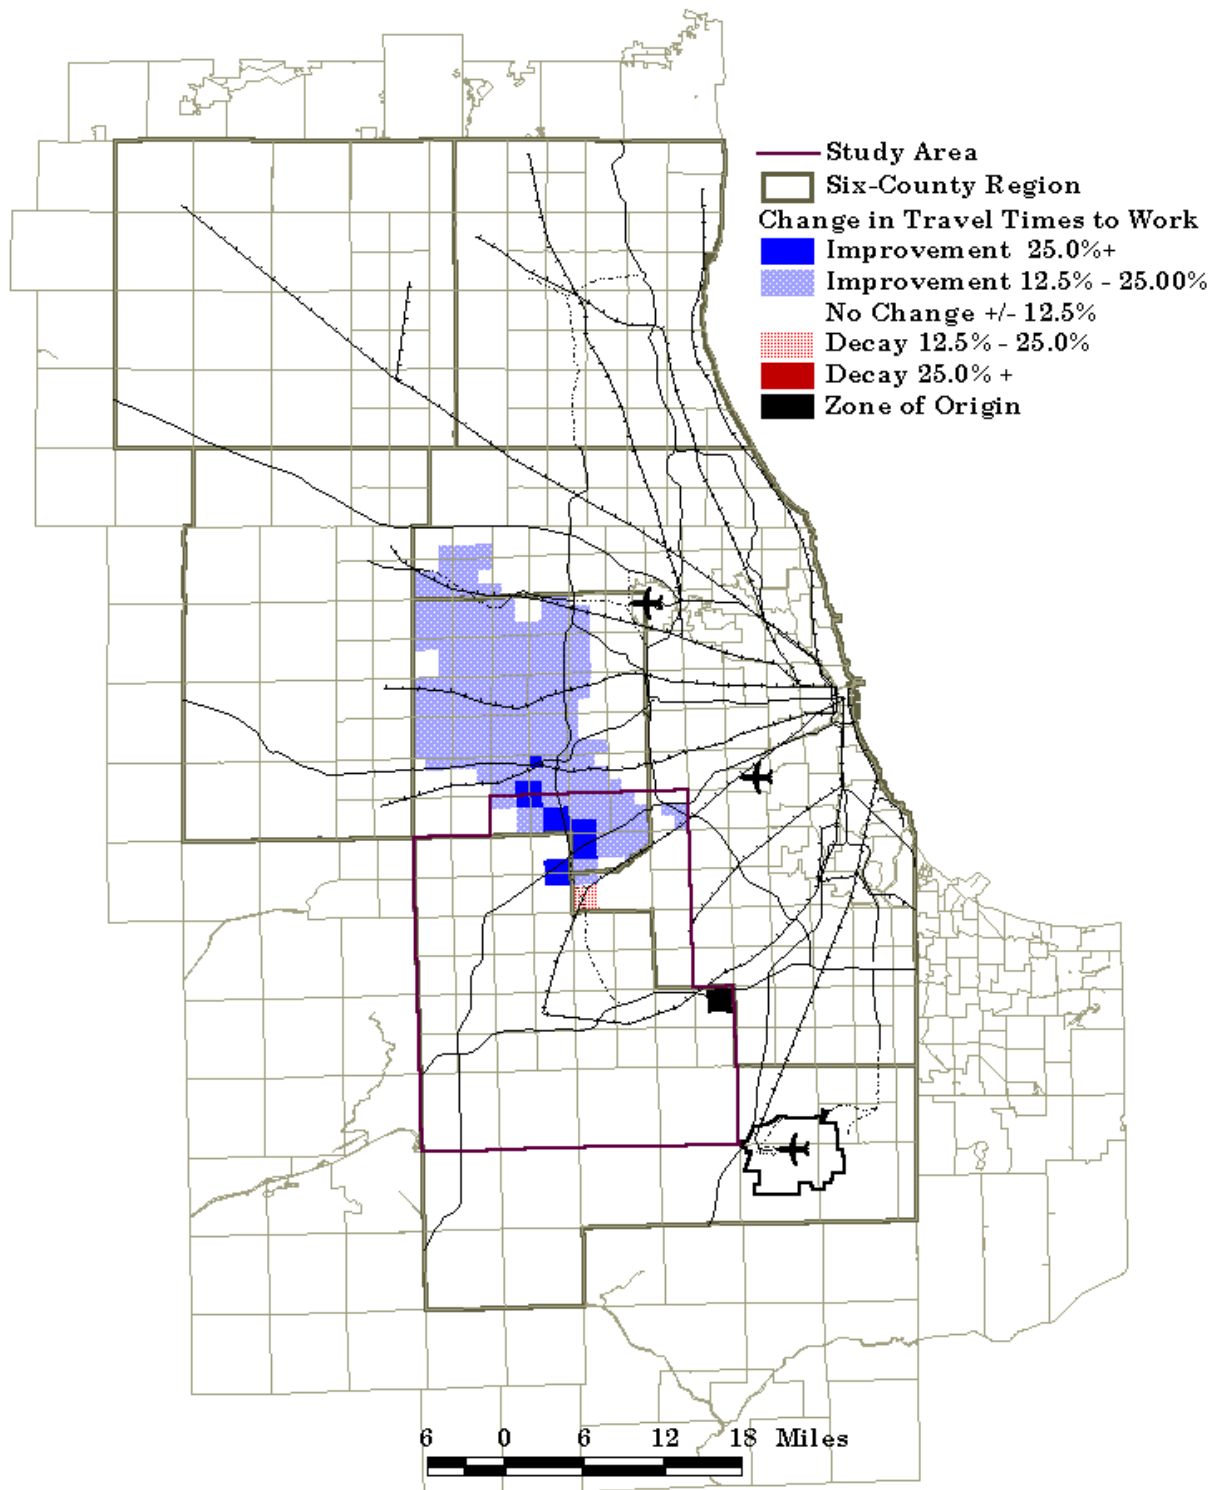 Study Area
Six-County Region
Change in Travel Times to Work
Improvement 25.0%+
Improvement 12.5% - 25.00%
No Change +/- 12.5%
Decay 12.5% - 25.0%
Decay 25.0% +
Zone of Origin
6 0 6 12 18 Miles